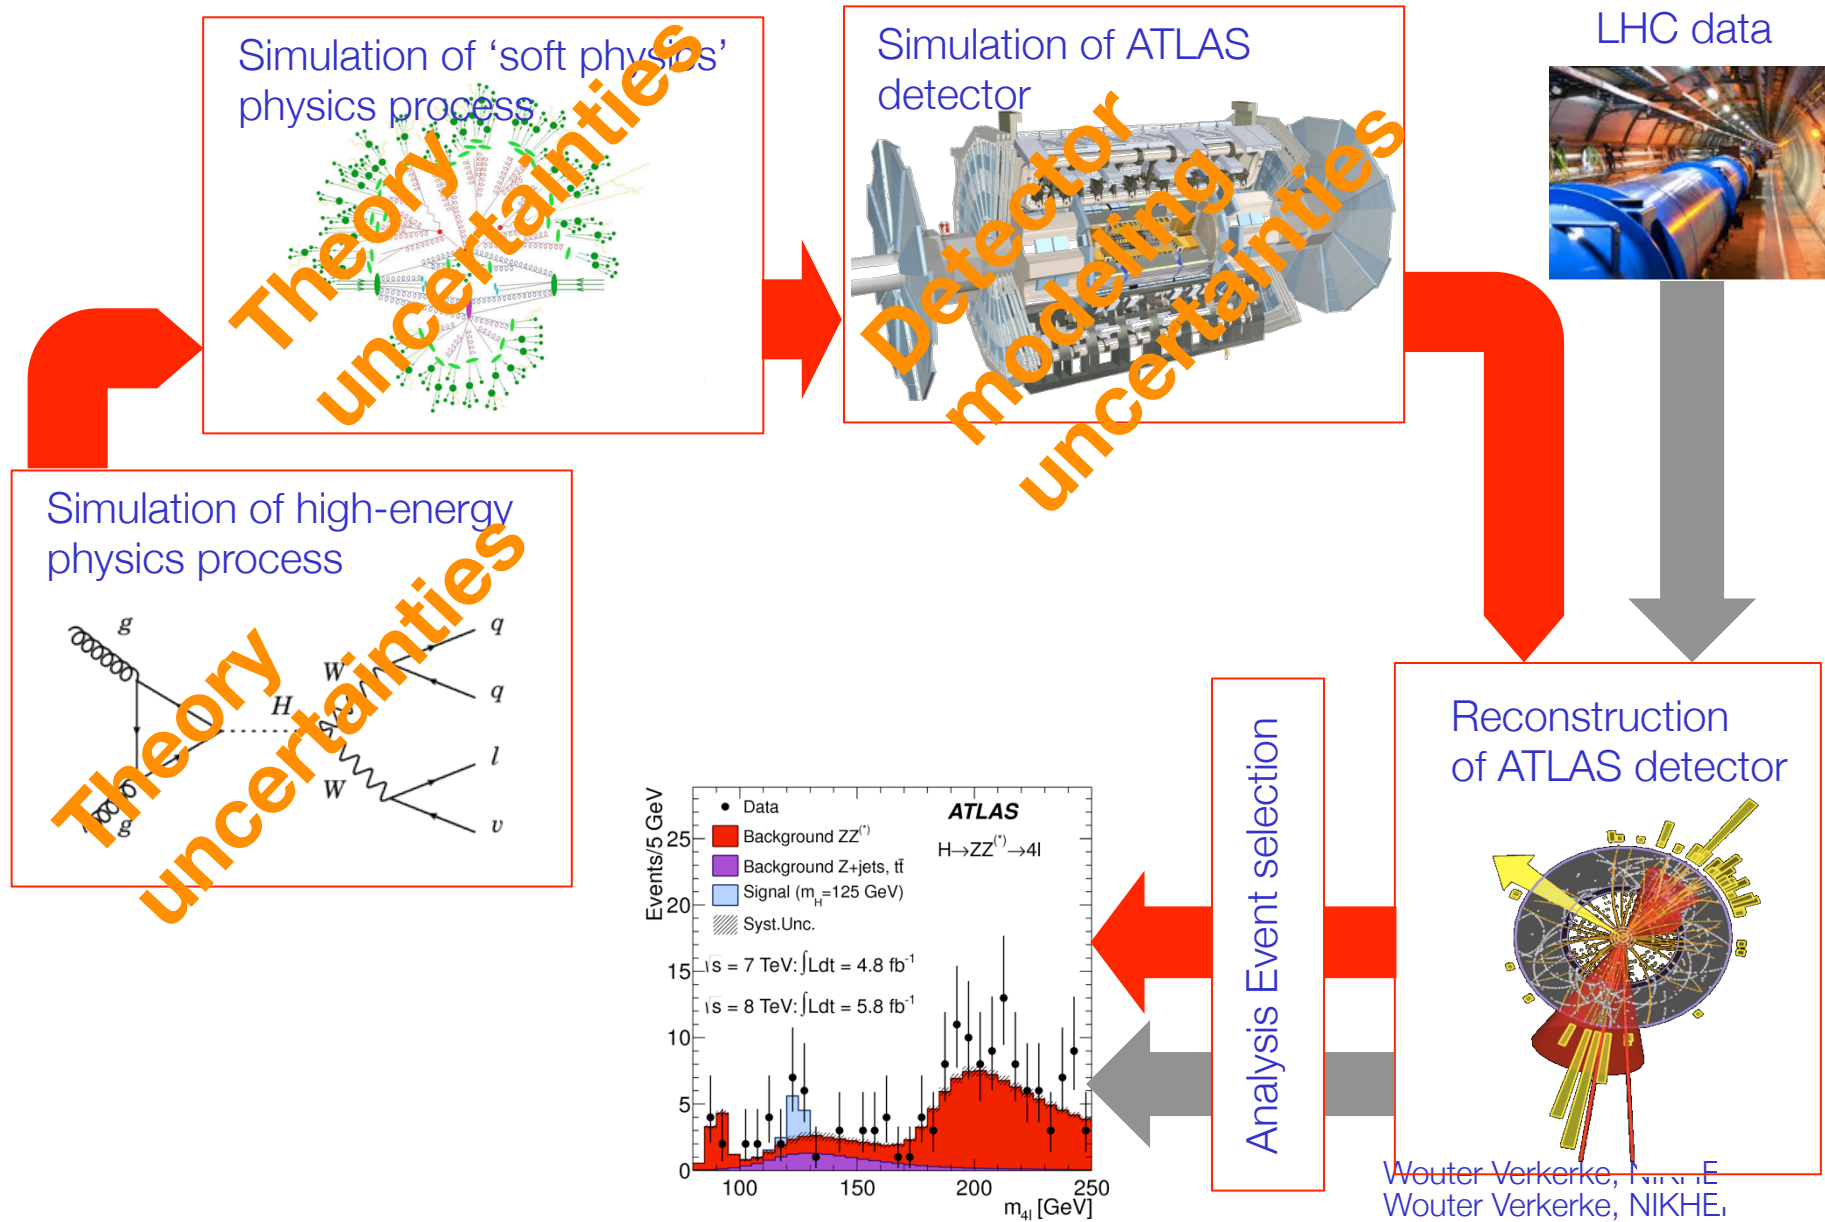 Simulation of ‘soft physics’
physics process
Theory
uncertainties
Simulation of ATLAS
detector
Detector
modeling
uncertainties
LHC data
Simulation of high-energy
physics process
Theory
uncertainties
g
g
H
W
W
q
q
l
ν
Reconstruction
of ATLAS detector
Analysis Event selection
Events/5 GeV
25
20
15
10
5
0
Data
Background ZZ(*)
Background Z+jets, tt̄
Signal (mH=125 GeV)
Syst.Unc.
√s = 7 TeV: ∫Ldt = 4.8 fb-1
√s = 8 TeV: ∫Ldt = 5.8 fb-1
ATLAS
H→ZZ(*)→4l
100 150 200 250
m4l [GeV]
Wouter Verkerke,
Wouter Verkerke,